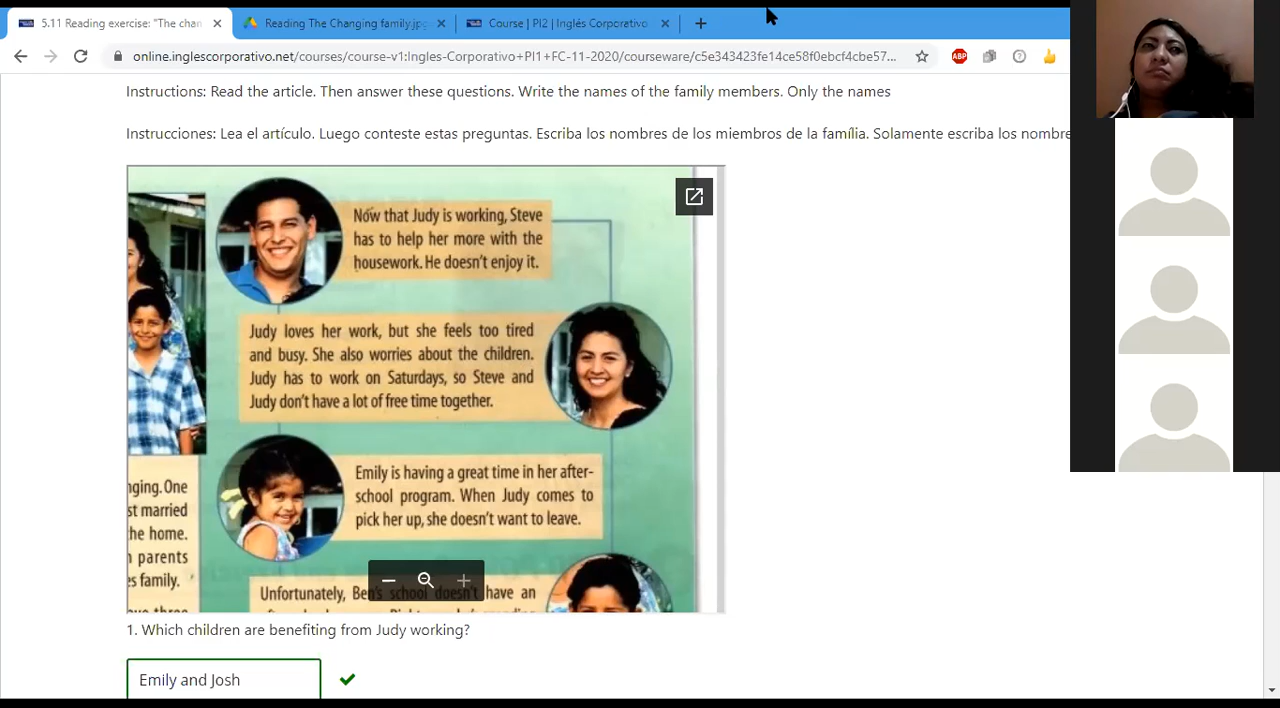 5.11 Reading exercise: "The chan
Reading The Changing family.jpg
Course | PI2 | Inglés Corporativo
online.inglescorporativo.net/courses/course-v1:Ingles-Corporativo+PI1+FC-11-2020/courseware/c5e343423fe14ce58f0ebcf4cbe57...
ABP
Instructions: Read the article. Then answer these questions. Write the names of the family members. Only the names
Instrucciones: Lea el artículo. Luego conteste estas preguntas. Escriba los nombres de los miembros de la família. Solamente escriba los nombre
Now that Judy is working, Steve
has to help her more with the
housework. He doesn't enjoy it.
Judy loves her work, but she feels too tired
and busy. She also worries about the children.
Judy has to work on Saturdays, so Steve and
Judy don't have a lot of free time together.
Emily is having a great time in her after-
school program. When Judy comes to
pick her up, she doesn't want to leave.
nging. One
st married
he home.
parents
es family.
Unfortunately, Ben's school doesn't have an
1. Which children are benefiting from Judy working?
Emily and Josh